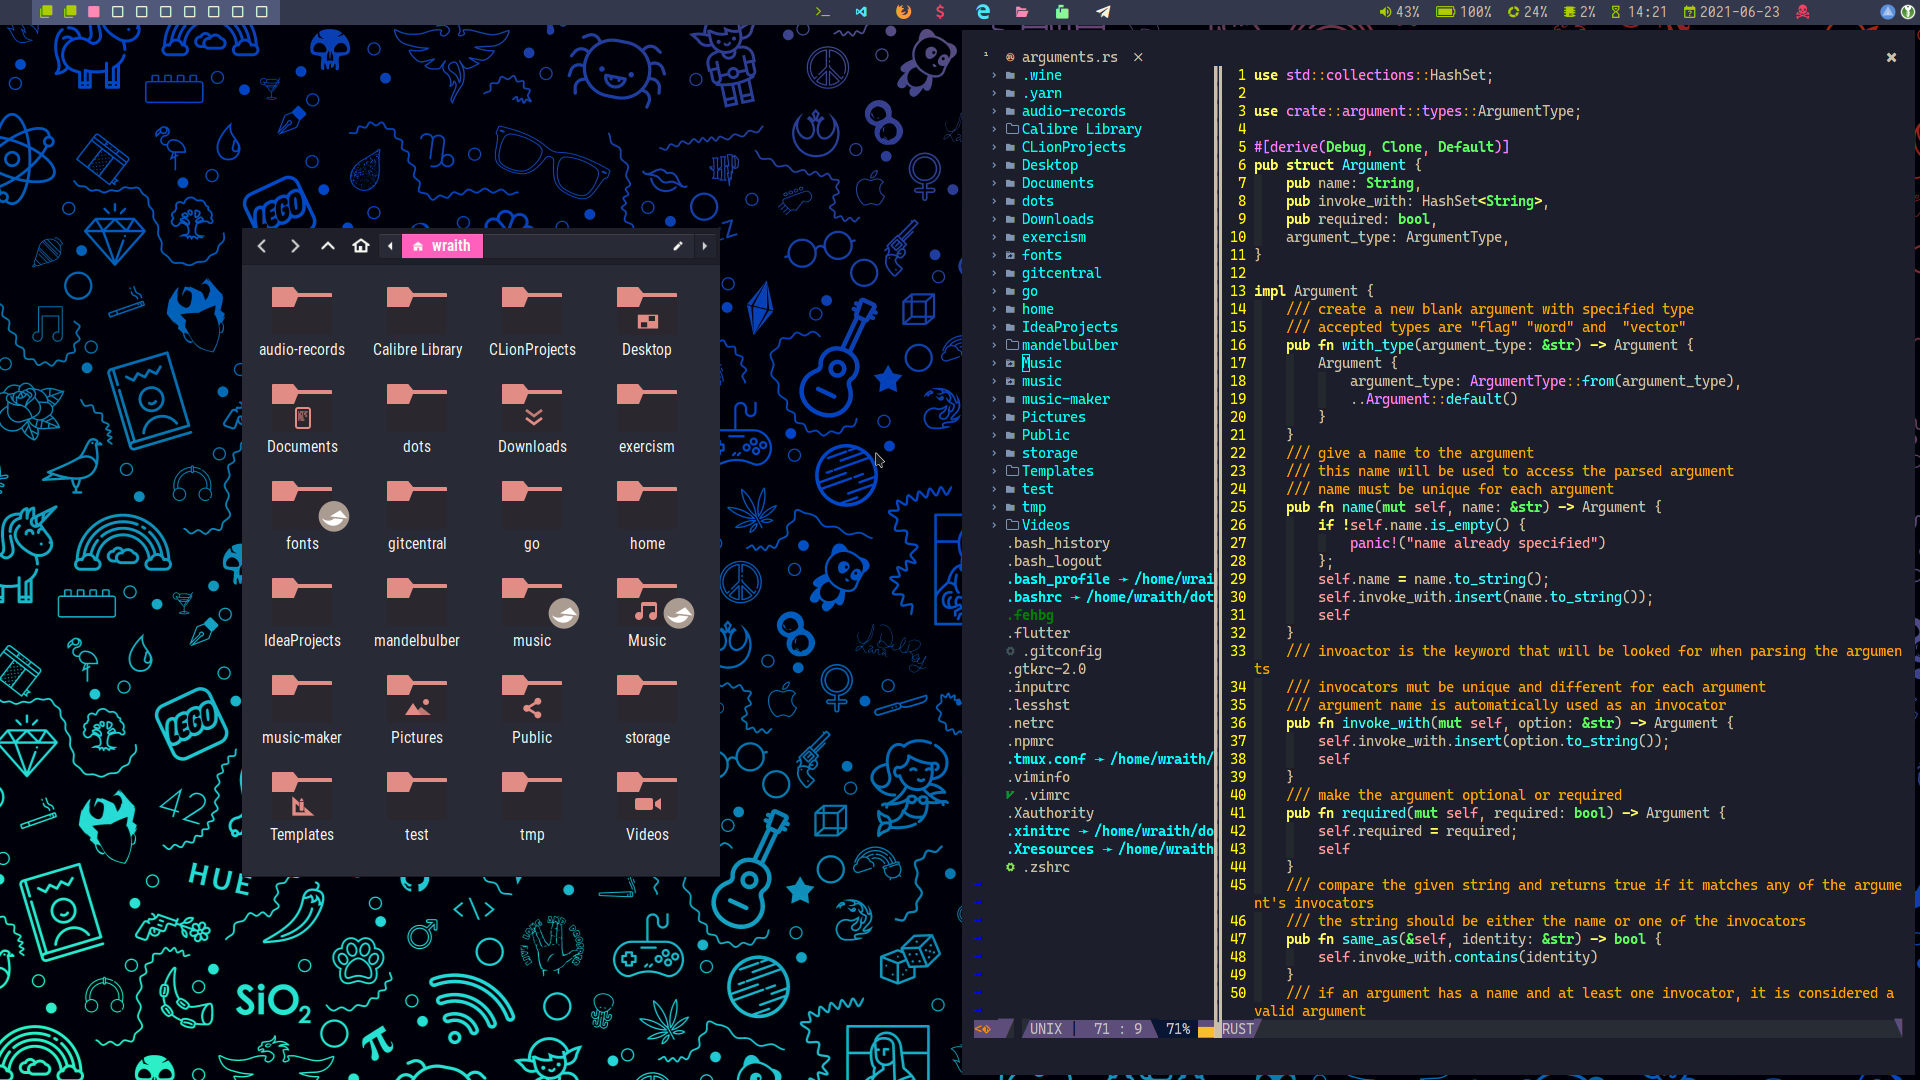 43% 100% 24% 2% 14:21 2021-06-23
LEGO
wraith
audio-records Calibre Library CLionProjects Desktop
Documents dots Downloads exercism
fonts gitcentral go home
IdeaProjects mandelbulber music Music
music-maker Pictures Public storage
Templates test tmp Videos
LEGO
42
HUE
</>
SiO2
π
arguments.rs
.wine
.yarn
audio-records
Calibre Library
CLionProjects
Desktop
Documents
dots
Downloads
exercism
fonts
gitcentral
go
home
IdeaProjects
mandelbulber
Music
music
music-maker
Pictures
Public
storage
Templates
test
tmp
Videos
.bash_history
.bash_logout
.bash_profile → /home/wrai
.bashrc → /home/wraith/dot
.fehbg
.flutter
.gitconfig
.gtkrc-2.0
.inputrc
.lesshst
.netrc
.npmrc
.tmux.conf → /home/wraith/
.viminfo
.vimrc
.Xauthority
.xinitrc → /home/wraith/do
.Xresources → /home/wraith
.zshrc
1 use std::collections::HashSet;
2
3 use crate::argument::types::ArgumentType;
4
5 #[derive(Debug, Clone, Default)]
6 pub struct Argument {
7 pub name: String,
8 pub invoke_with: HashSet<String>,
9 pub required: bool,
10 argument_type: ArgumentType,
11 }
12
13 impl Argument {
14 /// create a new blank argument with specified type
15 /// accepted types are "flag" "word" and  "vector"
16 pub fn with_type(argument_type: &str) -> Argument {
17 Argument {
18 argument_type: ArgumentType::from(argument_type),
19 ..Argument::default()
20 }
21 }
22 /// give a name to the argument
23 /// this name will be used to access the parsed argument
24 /// name must be unique for each argument
25 pub fn name(mut self, name: &str) -> Argument {
26 if !self.name.is_empty() {
27 panic!("name already specified")
28 };
29 self.name = name.to_string();
30 self.invoke_with.insert(name.to_string());
31 self
32 }
33 /// invoactor is the keyword that will be looked for when parsing the argumen
ts
34 /// invocators mut be unique and different for each argument
35 /// argument name is automatically used as an invocator
36 pub fn invoke_with(mut self, option: &str) -> Argument {
37 self.invoke_with.insert(option.to_string());
38 self
39 }
40 /// make the argument optional or required
41 pub fn required(mut self, required: bool) -> Argument {
42 self.required = required;
43 self
44 }
45 /// compare the given string and returns true if it matches any of the argume
nt's invocators
46 /// the string should be either the name or one of the invocators
47 pub fn same_as(&self, identity: &str) -> bool {
48 self.invoke_with.contains(identity)
49 }
50 /// if an argument has a name and at least one invocator, it is considered a
valid argument
UNIX 71 : 9 71% RUST